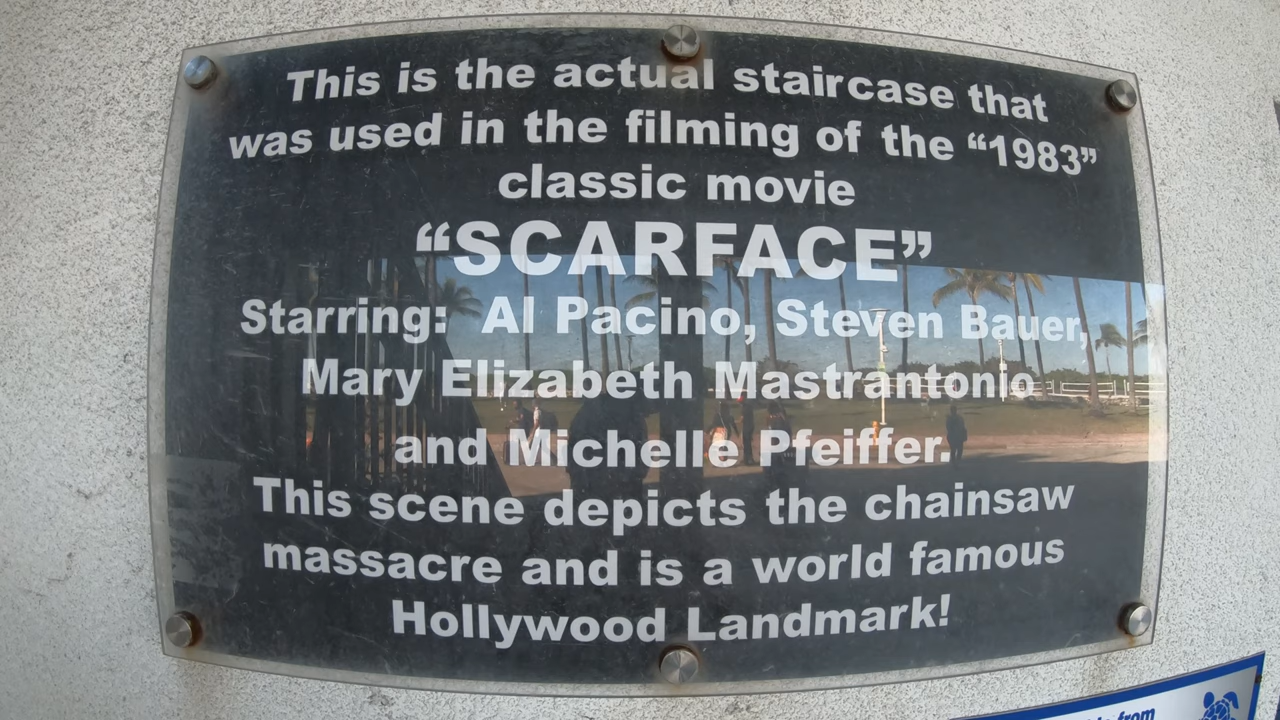 This is the actual staircase that
was used in the filming of the “1983”
classic movie
“SCARFACE”
Starring:  Al Pacino, Steven Bauer,
Mary Elizabeth Mastrantonio
and Michelle Pfeiffer.
This scene depicts the chainsaw
massacre and is a world famous
Hollywood Landmark!
from